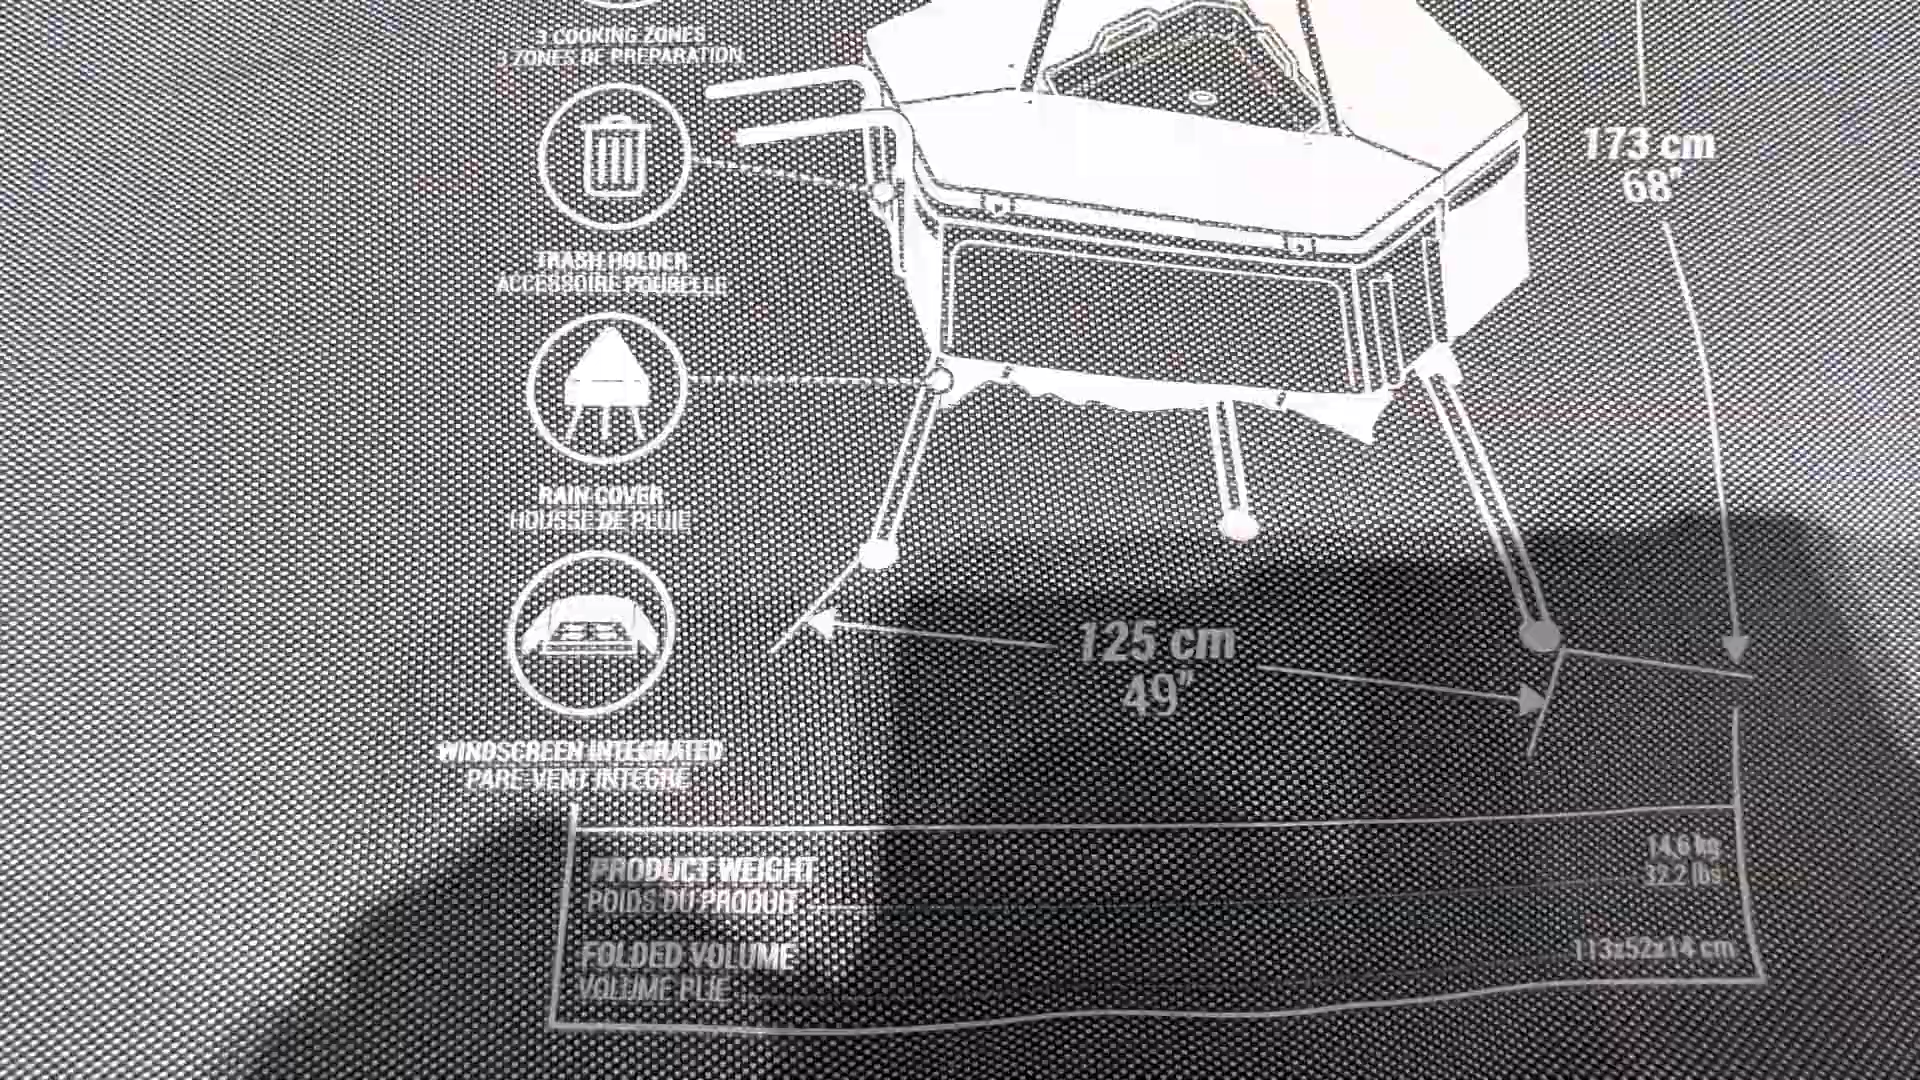 3 COOKING ZONES
3 ZONES DE PREPARATION
TRASH HOLDER
ACCESSOIRE POUBELLE
RAIN COVER
HOUSSE DE PLUIE
WINDSCREEN INTEGRATED
PARE-VENT INTEGRE
173 cm
68"
125 cm
49"
PRODUCT WEIGHT
POIDS DU PRODUIT
14,6 kg
32.2 lbs
FOLDED VOLUME
VOLUME PLIE
113x52x14 cm